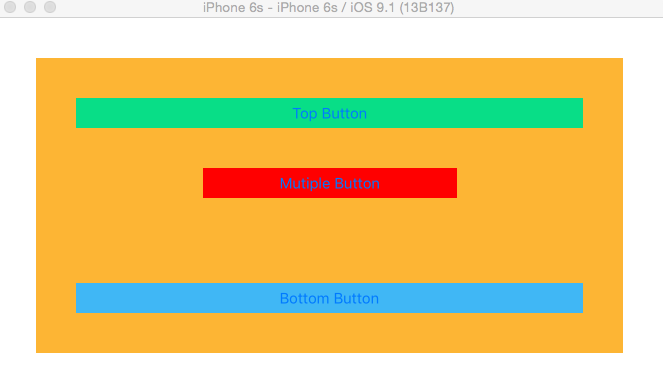 iPhone 6s - iPhone 6s / iOS 9.1 (13B137)
Top Button
Mutiple Button
Bottom Button